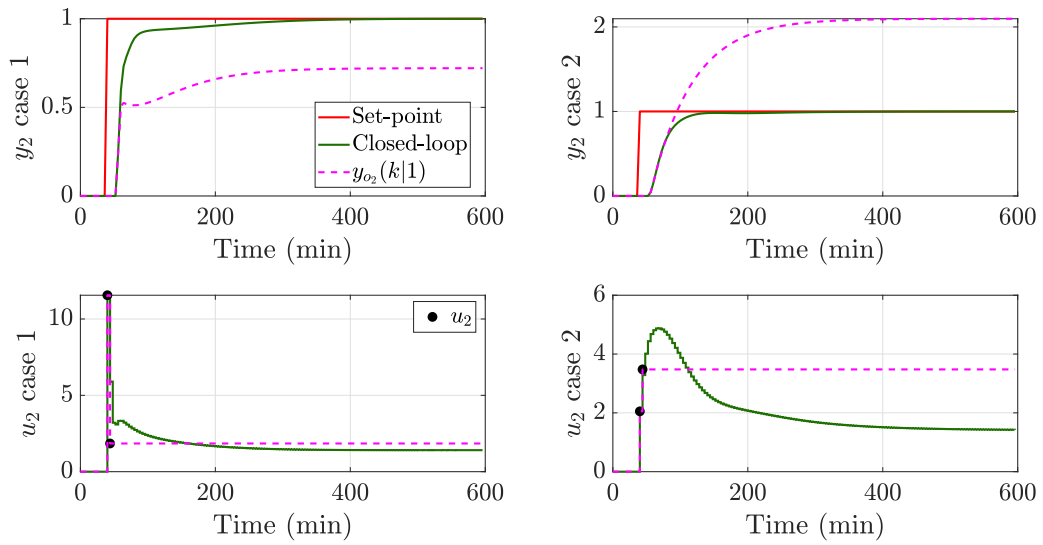 y₂ case 1
1
0.5
0
0
200
400
600
Time (min)
Set-point
Closed-loop
y_{o₂}(k|1)
y₂ case 2
2
1
0
0
200
400
600
Time (min)
u₂ case 1
10
5
0
0
200
400
600
Time (min)
u₂
u₂ case 2
6
4
2
0
0
200
400
600
Time (min)